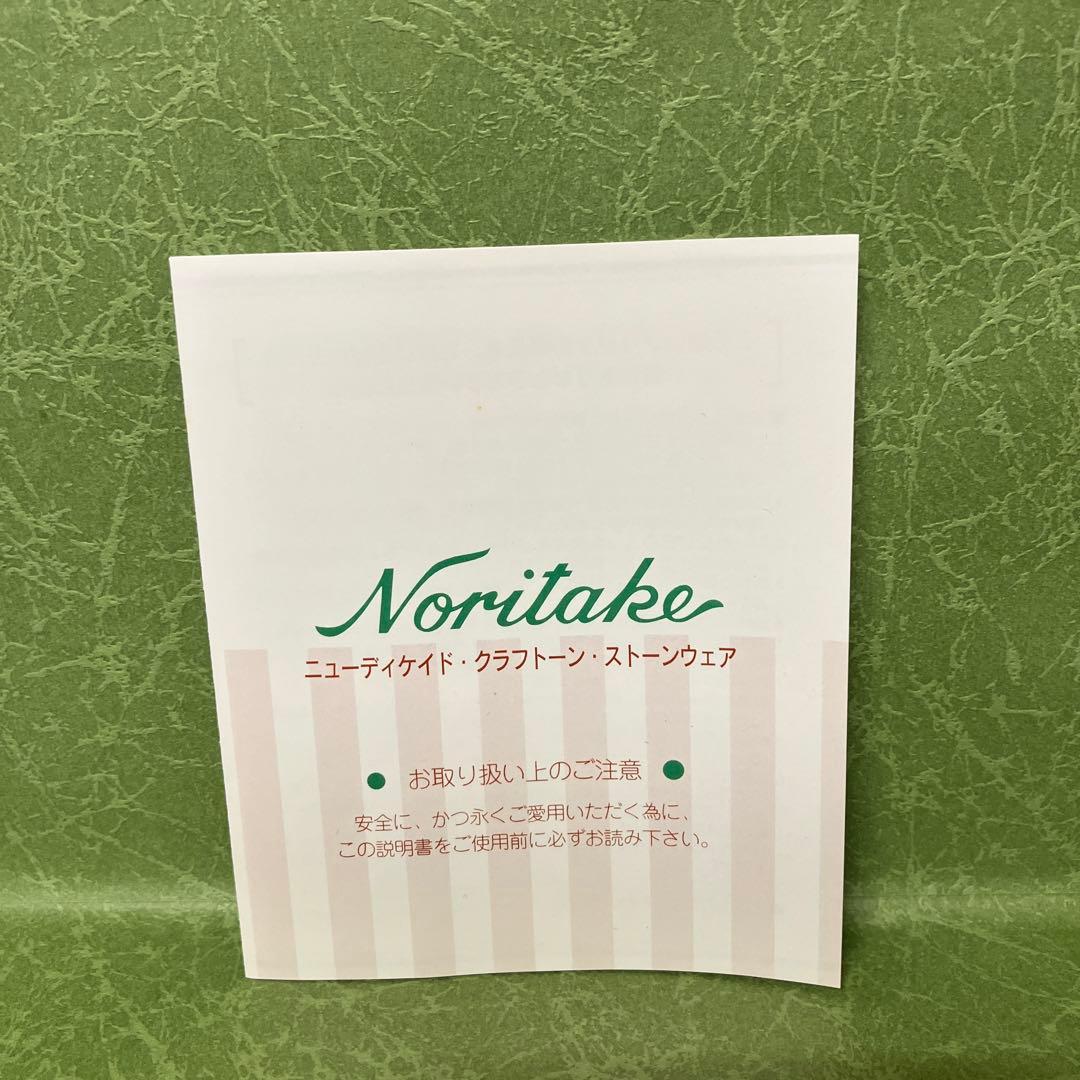 Noritake
ニューディケイド・クラフトーン・ストーンウェア
● お取り扱い上のご注意 ●
安全に、かつ永くご愛用いただく為に、
この説明書をご使用前に必ずお読み下さい。